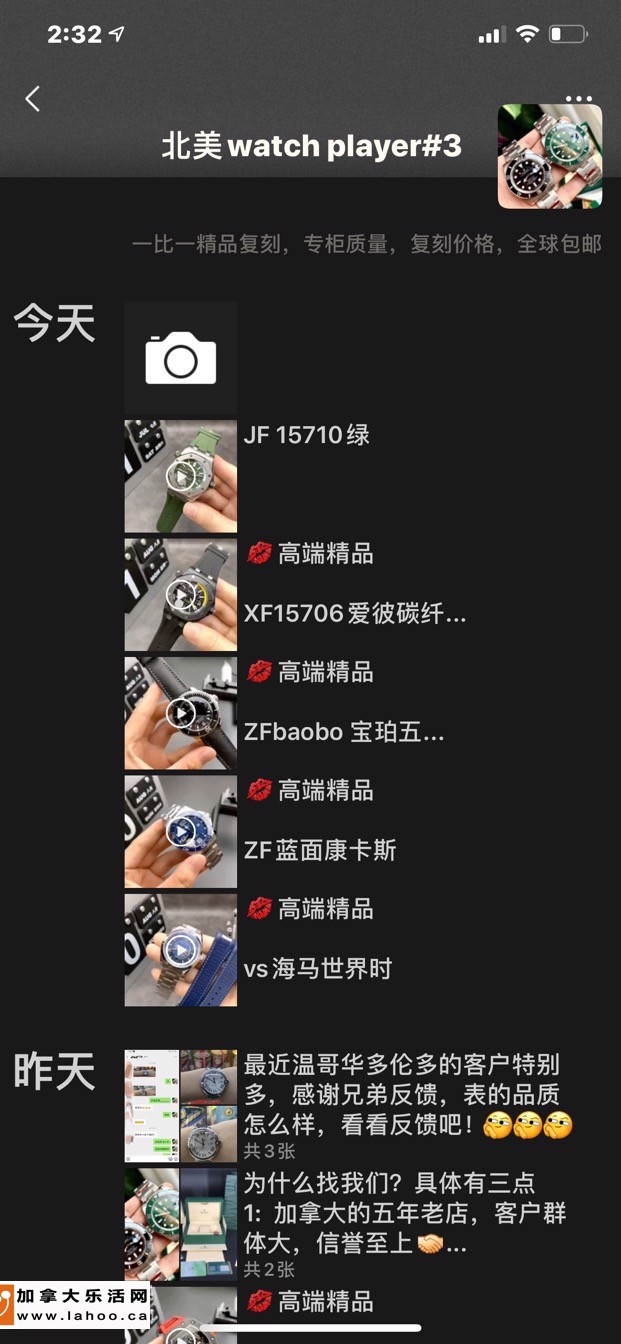 2:32
北美watch player#3
一比一精品复刻，专柜质量，复刻价格，全球包邮
今天
JF 15710绿
💋高端精品
XF15706爱彼碳纤...
💋高端精品
ZFbaobo 宝珀五...
💋高端精品
ZF蓝面康卡斯
💋高端精品
vs海马世界时
昨天
最近温哥华多伦多的客户特别
多，感谢兄弟反馈，表的品质
怎么样，看看反馈吧！🤭🤭🤭
共3张
为什么找我们？具体有三点
1：加拿大的五年老店，客户群
体大，信誉至上🤝...
共2张
💋高端精品
加拿大乐活网
www.lahoo.ca